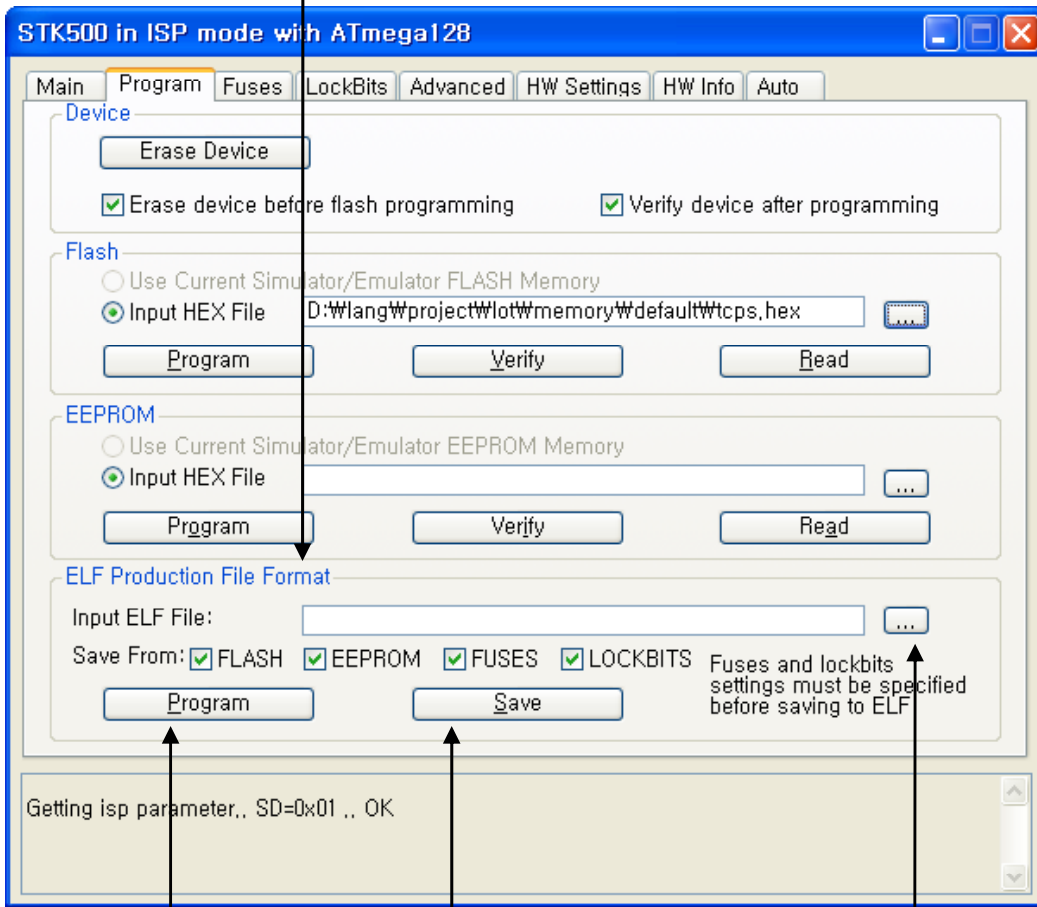 STK500 in ISP mode with ATmega128
Main Program Fuses LockBits Advanced HW Settings HW Info Auto
Device
Erase Device
Erase device before flash programming Verify device after programming
Flash
Use Current Simulator/Emulator FLASH Memory
Input HEX File D:₩lang₩project₩lot₩memory₩default₩tcps.hex ...
Program Verify Read
EEPROM
Use Current Simulator/Emulator EEPROM Memory
Input HEX File ...
Program Verify Read
ELF Production File Format
Input ELF File: ...
Save From: FLASH EEPROM FUSES LOCKBITS Fuses and lockbits
settings must be specified
before saving to ELF
Program Save
Getting isp parameter,, SD=0x01 ,, OK